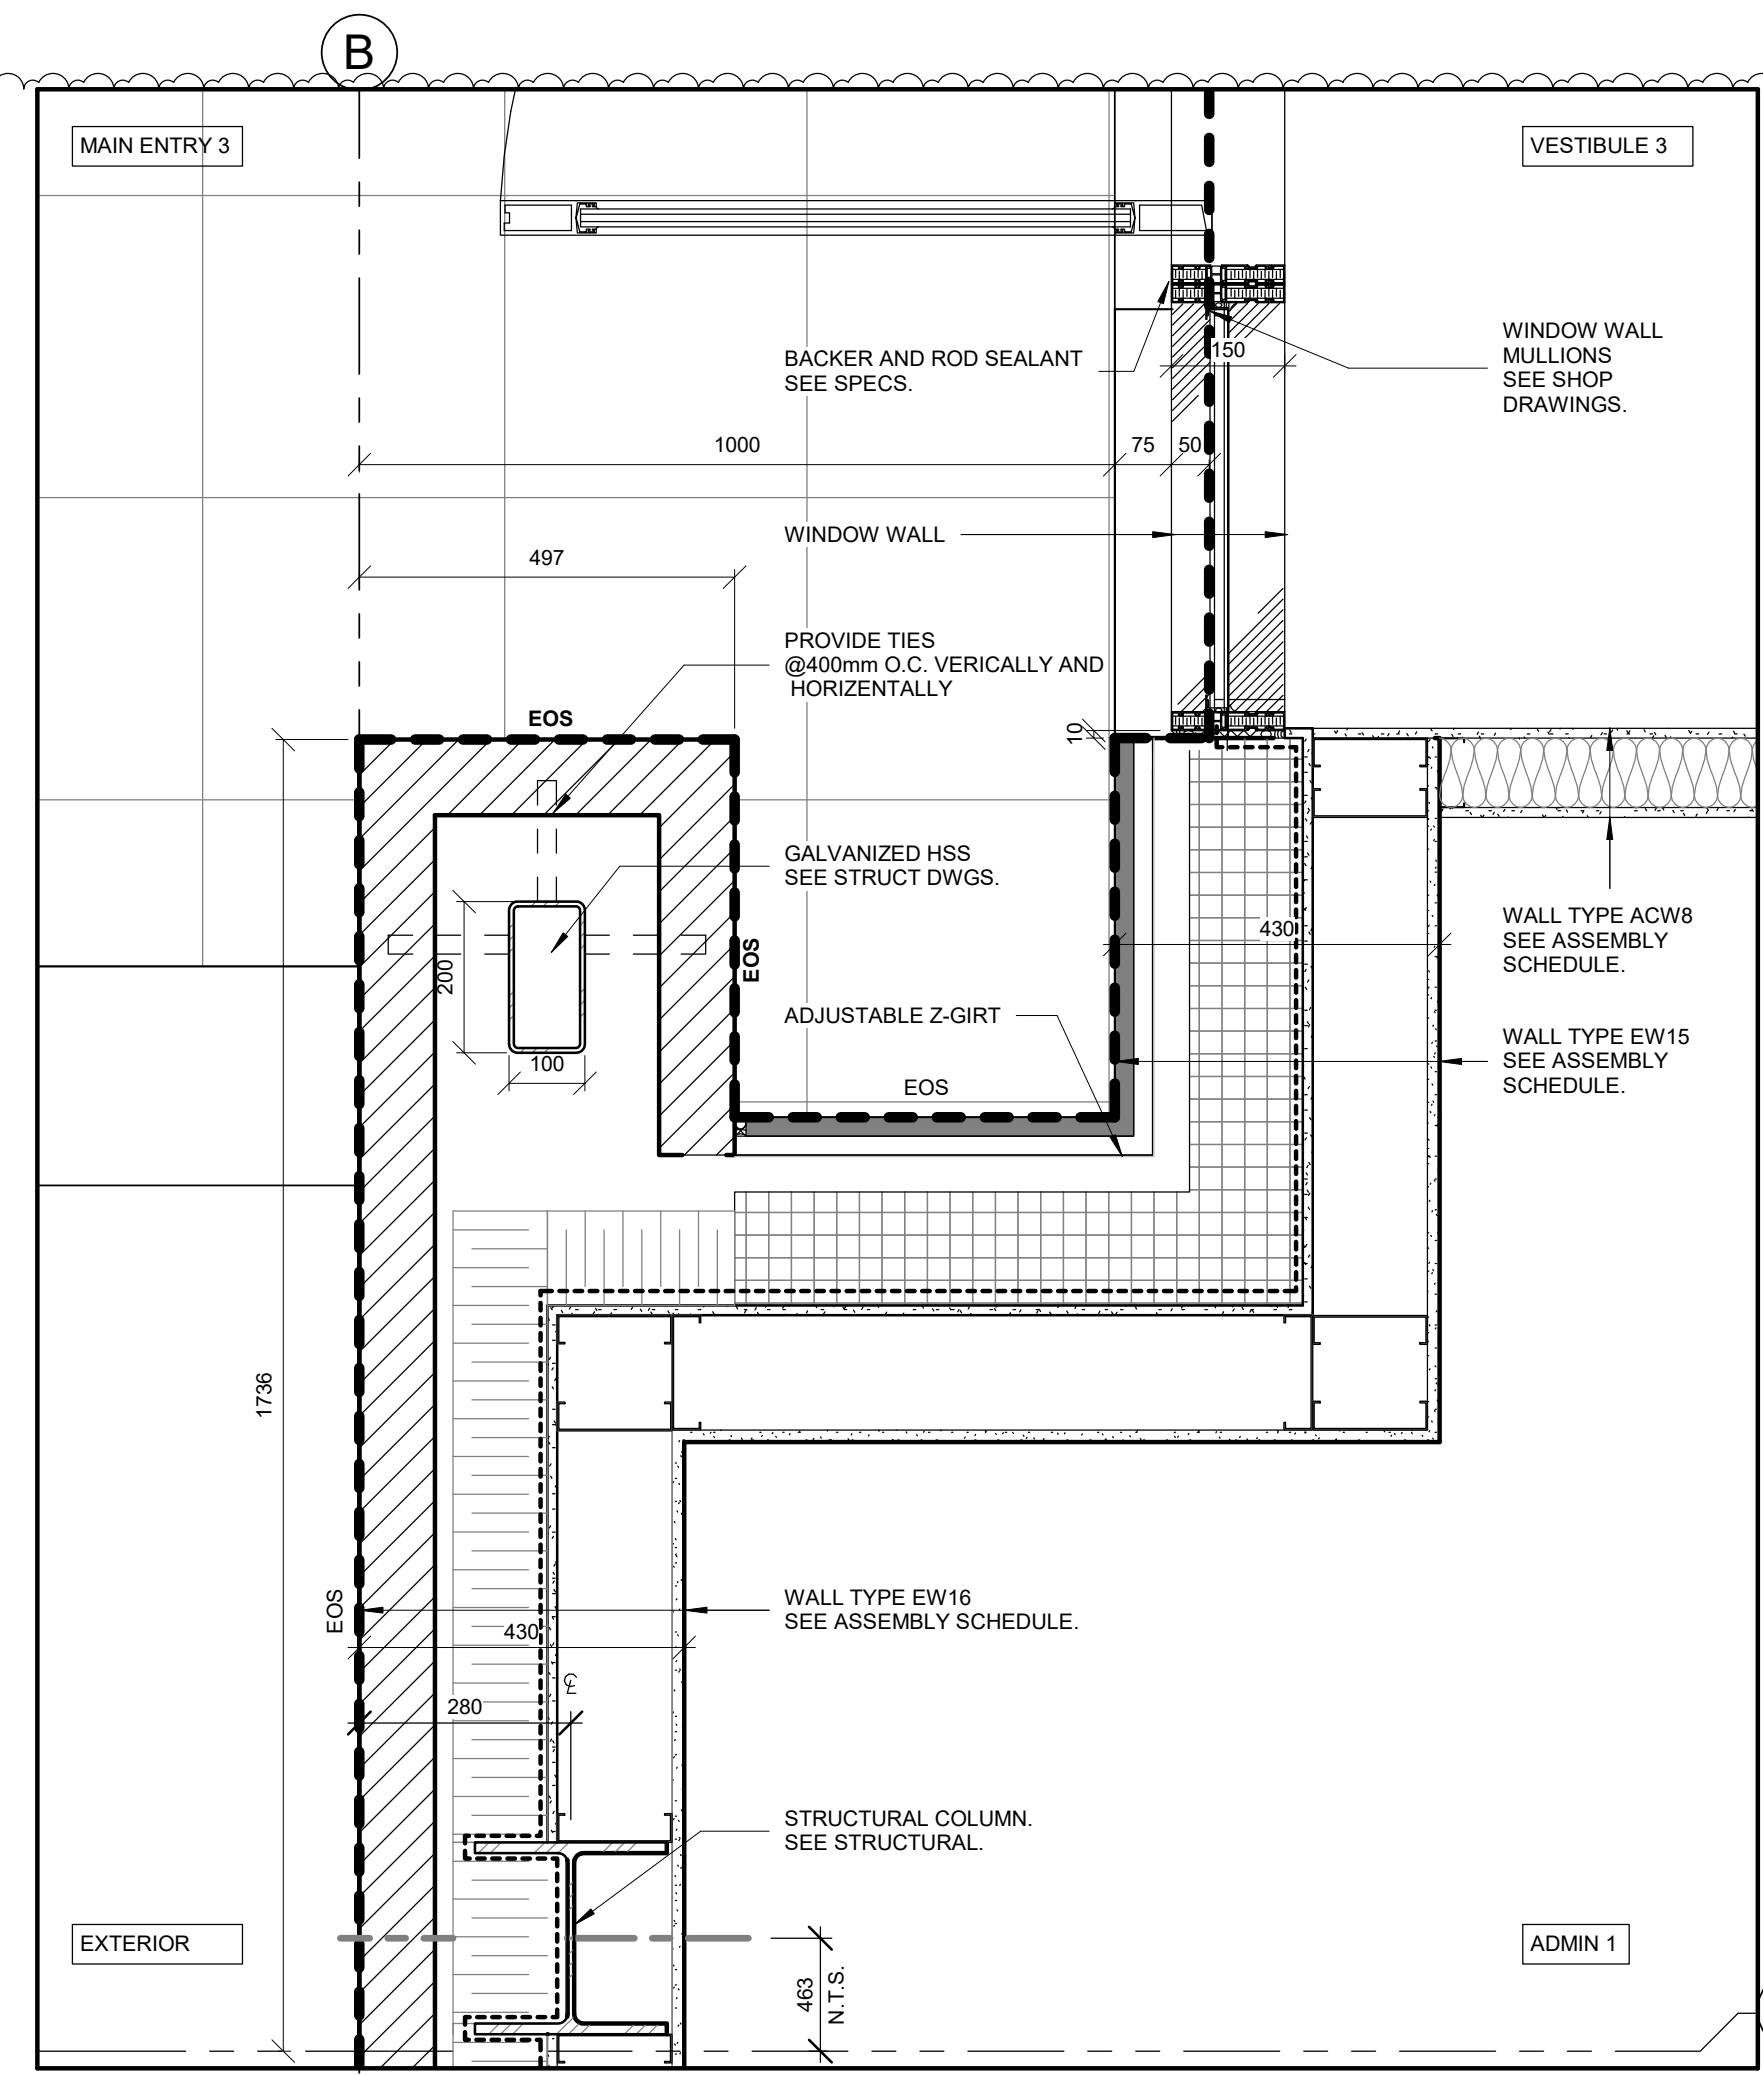 B
MAIN ENTRY 3
VESTIBULE 3
BACKER AND ROD SEALANT
SEE SPECS.
150
WINDOW WALL
MULLIONS
SEE SHOP
DRAWINGS.
1000
75
50
WINDOW WALL
497
PROVIDE TIES
@400mm O.C. VERICALLY AND
HORIZENTALLY
EOS
10
GALVANIZED HSS
SEE STRUCT DWGS.
EOS
200
100
430
WALL TYPE ACW8
SEE ASSEMBLY
SCHEDULE.
ADJUSTABLE Z-GIRT
WALL TYPE EW15
SEE ASSEMBLY
SCHEDULE.
EOS
1736
EOS
WALL TYPE EW16
SEE ASSEMBLY SCHEDULE.
430
℄
280
STRUCTURAL COLUMN.
SEE STRUCTURAL.
EXTERIOR
ADMIN 1
463
N.T.S.